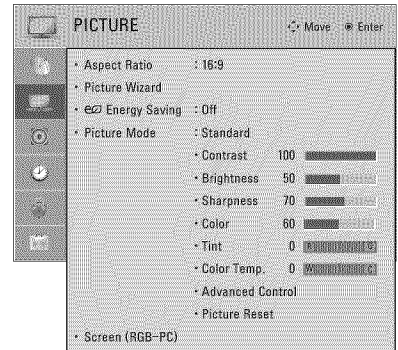 PICTURE Move Enter
• Aspect Ratio : 16:9
• Picture Wizard
• eco Energy Saving : Off
• Picture Mode : Standard
• Contrast 100
• Brightness 50
• Sharpness 70
• Color 60
• Tint 0 R G
• Color Temp. 0 W C
• Advanced Control
• Picture Reset
• Screen (RGB-PC)